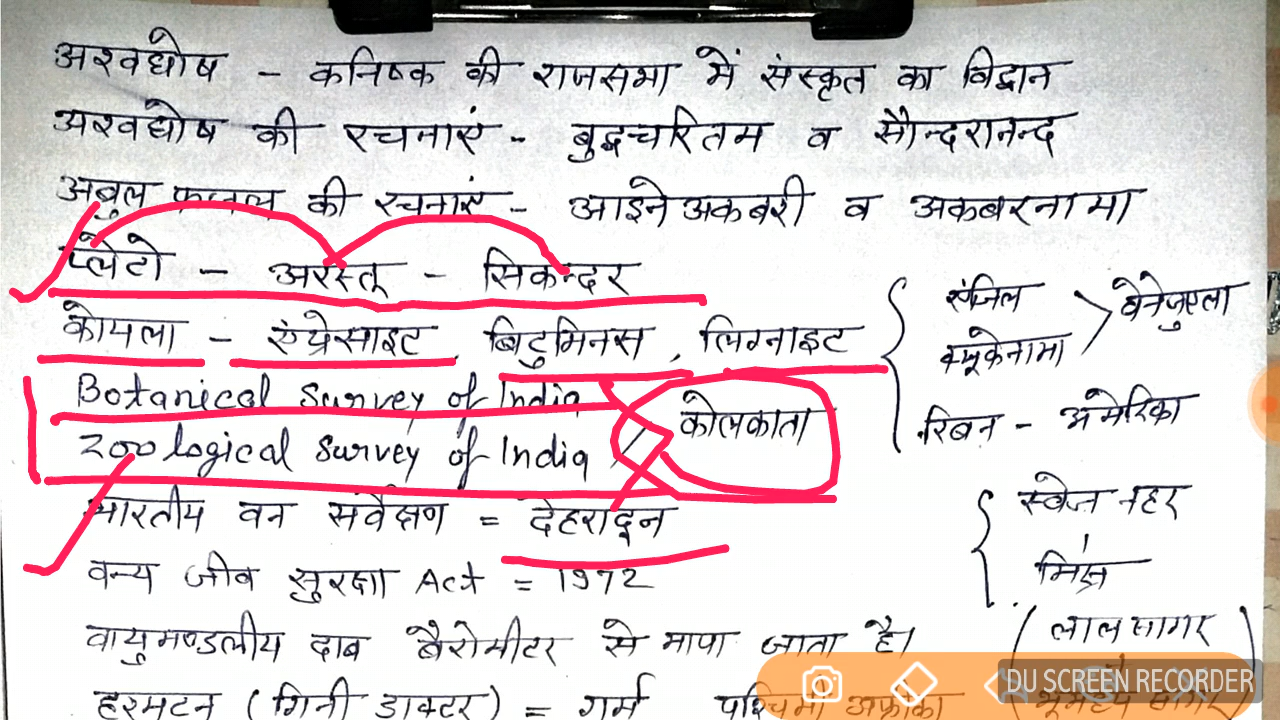 अश्वघोष - कनिष्क की राजसभा में संस्कृत का विद्वान
अश्वघोष की रचनाएं - बुद्धचरितम व सौन्दरानन्द
अबुल फजल की रचनाएं - आइने अकबरी व अकबरनामा
प्लेटो - अरस्तू - सिकन्दर
कोयला - एंथ्रेसाइट, बिटुमिनस, लिग्नाइट
Botanical Survey of India
Zoological Survey of India
कोलकाता
भारतीय वन सर्वेक्षण = देहरादून
वन्य जीव सुरक्षा Act = 1972
वायुमण्डलीय दाब बैरोमीटर से मापा जाता है।
हरमटन (गिनी डाक्टर) = गर्म पश्चिमी अफ्रीका
एंजिल
क्यूकेनामा
वेनेजुएला
रिबन - अमेरिका
स्वेज नहर
मिस्र
(लाल सागर
DU SCREEN RECORDER